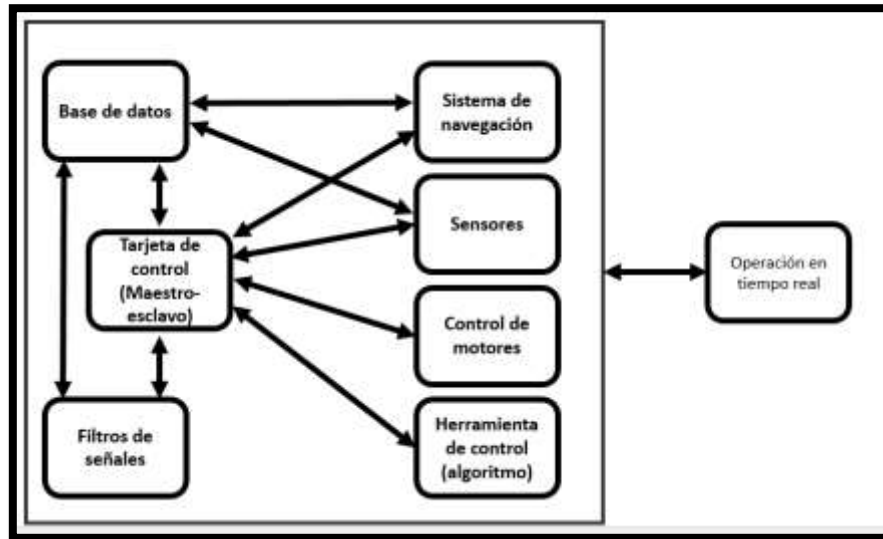 Base de datos
Sistema de
navegación
Sensores
Tarjeta de
control
(Maestro-
esclavo)
Control de
motores
Filtros de
señales
Herramienta
de control
(algoritmo)
Operación en
tiempo real